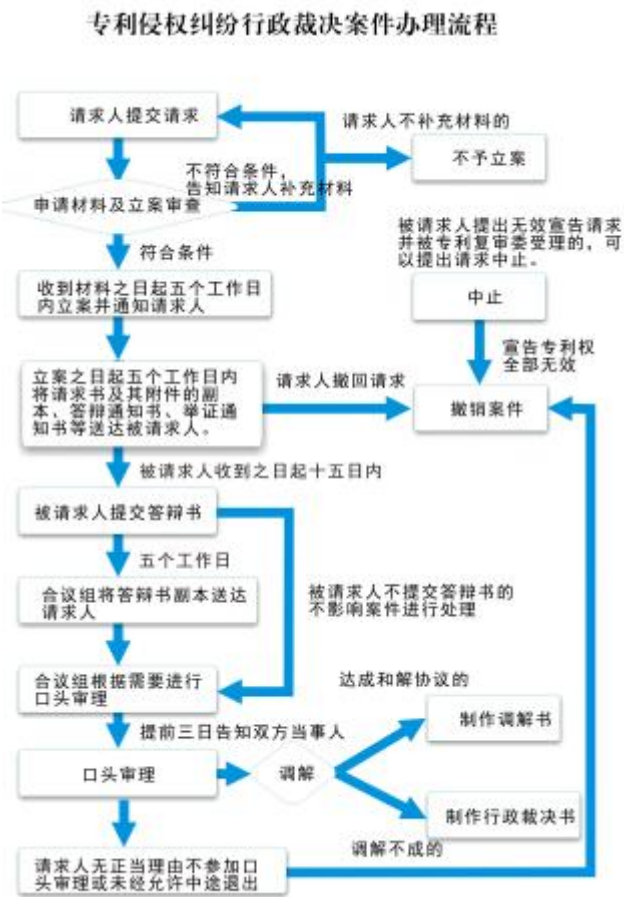 专利侵权纠纷行政裁决案件办理流程
请求人提交请求
请求人不补充材料的
不予立案
不符合条件，
告知请求人补充材料
申请材料及立案审查
被请求人提出无效宣告请求
并被专利复审委受理的，可
以提出请求中止。
符合条件
收到材料之日起五个工作日
内立案并通知请求人
中止
宣告专利权
全部无效
立案之日起五个工作日内
将请求书及其附件的副
本、答辩通知书、举证通
知书等送达被请求人。
请求人撤回请求
撤销案件
被请求人收到之日起十五日内
被请求人提交答辩书
五个工作日
合议组将答辩书副本送达
请求人
被请求人不提交答辩书的
不影响案件进行处理
合议组根据需要进行
口头审理
达成和解协议的
制作调解书
提前三日告知双方当事人
口头审理
调解
制作行政裁决书
调解不成的
请求人无正当理由不参加口
头审理或未经允许中途退出